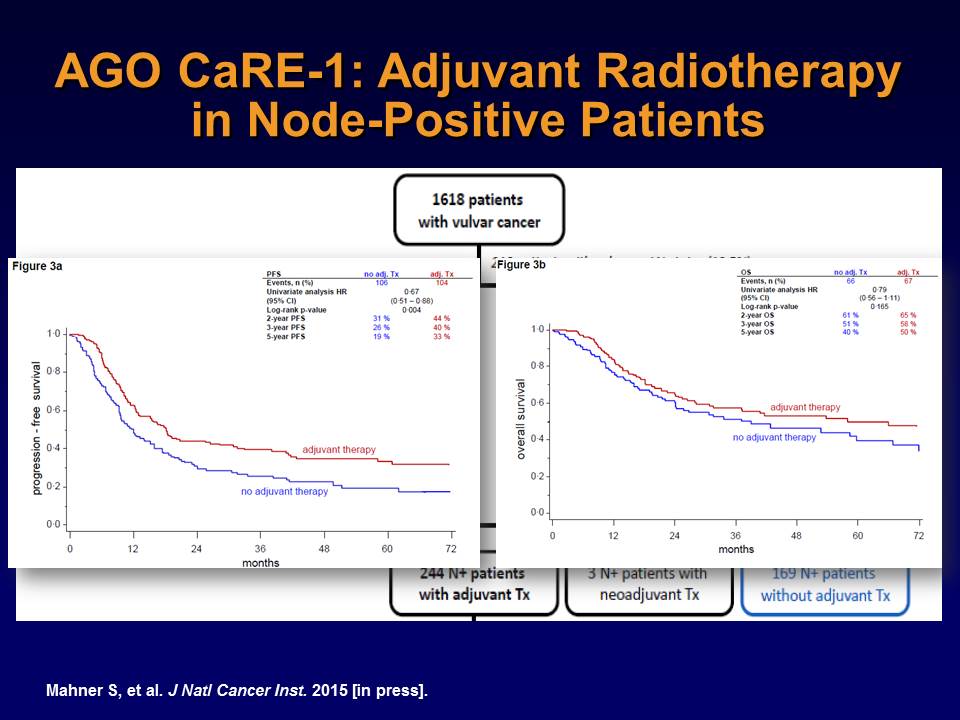 AGO CaRE-1: Adjuvant Radiotherapy
in Node-Positive Patients
1618 patients
with vulvar cancer
Figure 3a
PFS no adj. Tx adj. Tx
Events, n (%) 106 104
Univariate analysis HR 0·67
(95% CI) (0·51 – 0·88)
Log-rank p-value 0·004
2-year PFS 31 % 44 %
3-year PFS 26 % 40 %
5-year PFS 19 % 33 %
progression - free survival
1·0
0·8
0·6
0·4
0·2
0·0
adjuvant therapy
no adjuvant therapy
0 12 24 36 48 60 72
months
Figure 3b
OS no adj. Tx adj. Tx
Events, n (%) 66 67
Univariate analysis HR 0·79
(95% CI) (0·56 – 1·11)
Log-rank p-value 0·165
2-year OS 61 % 65 %
3-year OS 51 % 58 %
5-year OS 40 % 50 %
overall survival
1·0
0·8
0·6
0·4
0·2
0·0
adjuvant therapy
no adjuvant therapy
0 12 24 36 48 60 72
months
244 N+ patients
with adjuvant Tx
3 N+ patients with
neoadjuvant Tx
169 N+ patients
without adjuvant Tx
Mahner S, et al. J Natl Cancer Inst. 2015 [in press].